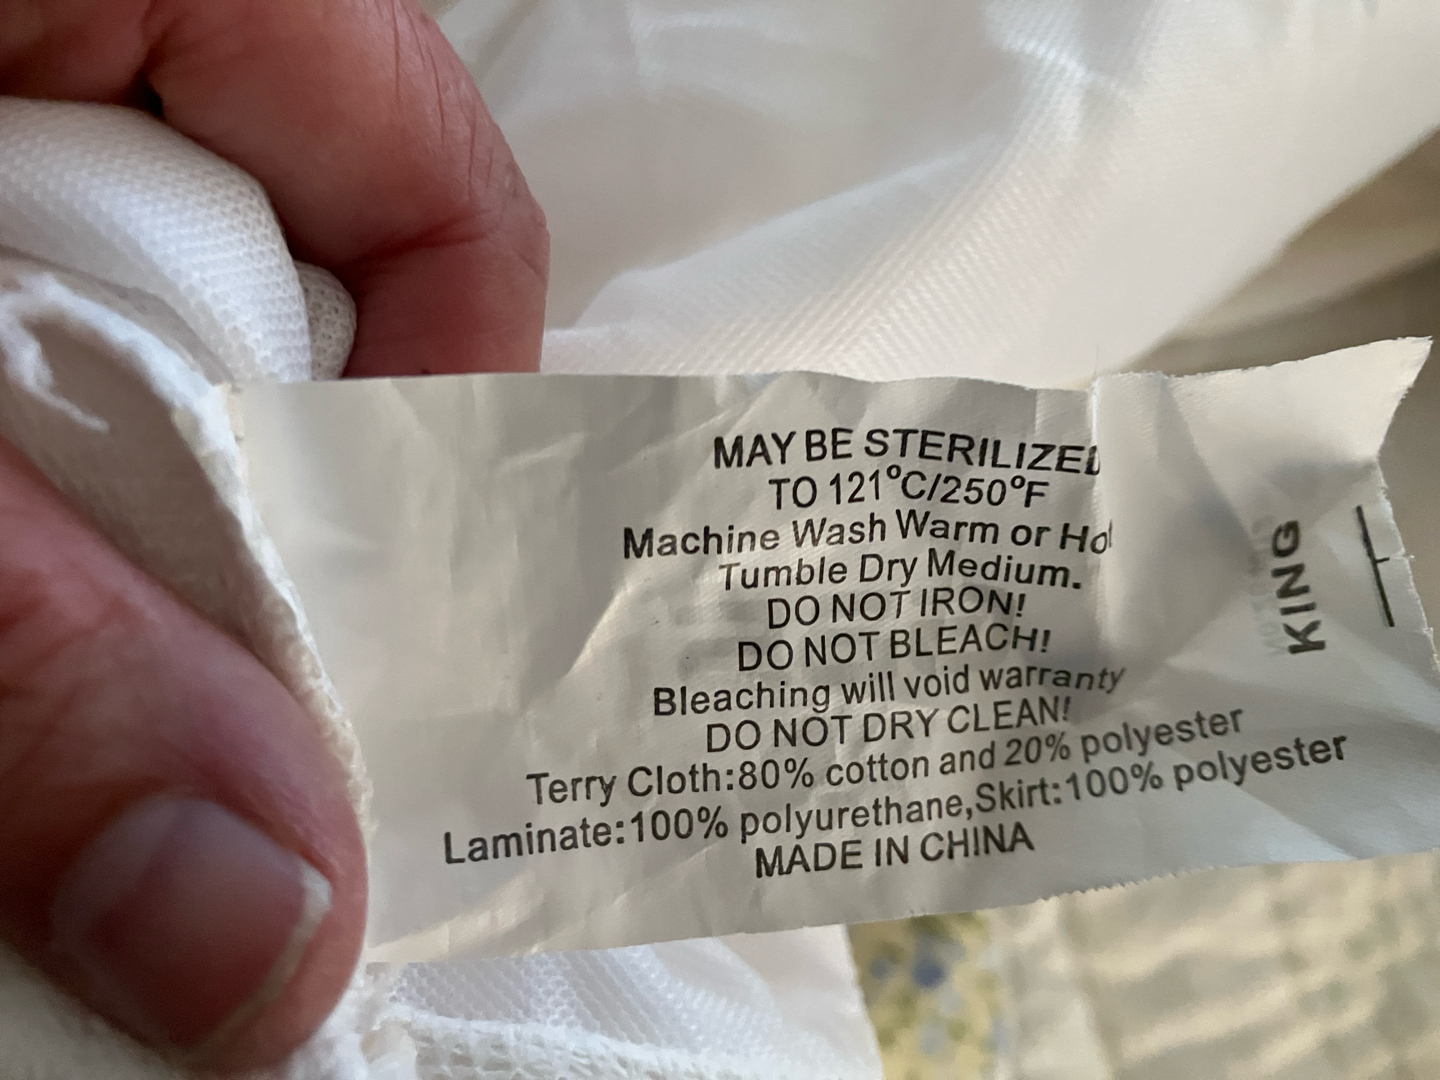 MAY BE STERILIZED
TO 121°C/250°F
Machine Wash Warm or Hot
Tumble Dry Medium.
DO NOT IRON!
DO NOT BLEACH!
Bleaching will void warranty
DO NOT DRY CLEAN!
Terry Cloth:80% cotton and 20% polyester
Laminate:100% polyurethane,Skirt:100% polyester
MADE IN CHINA
KING